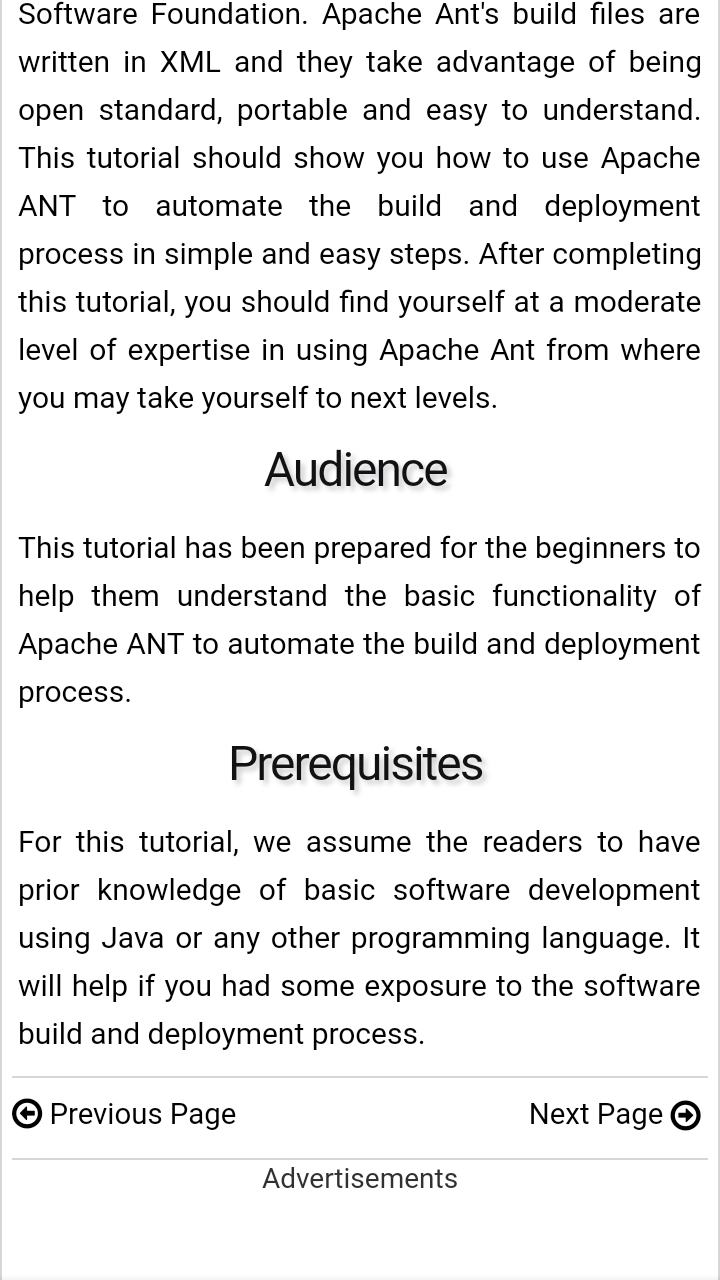 Software Foundation. Apache Ant's build files are
written in XML and they take advantage of being
open standard, portable and easy to understand.
This tutorial should show you how to use Apache
ANT to automate the build and deployment
process in simple and easy steps. After completing
this tutorial, you should find yourself at a moderate
level of expertise in using Apache Ant from where
you may take yourself to next levels.
Audience
This tutorial has been prepared for the beginners to
help them understand the basic functionality of
Apache ANT to automate the build and deployment
process.
Prerequisites
For this tutorial, we assume the readers to have
prior knowledge of basic software development
using Java or any other programming language. It
will help if you had some exposure to the software
build and deployment process.
Previous Page Next Page
Advertisements